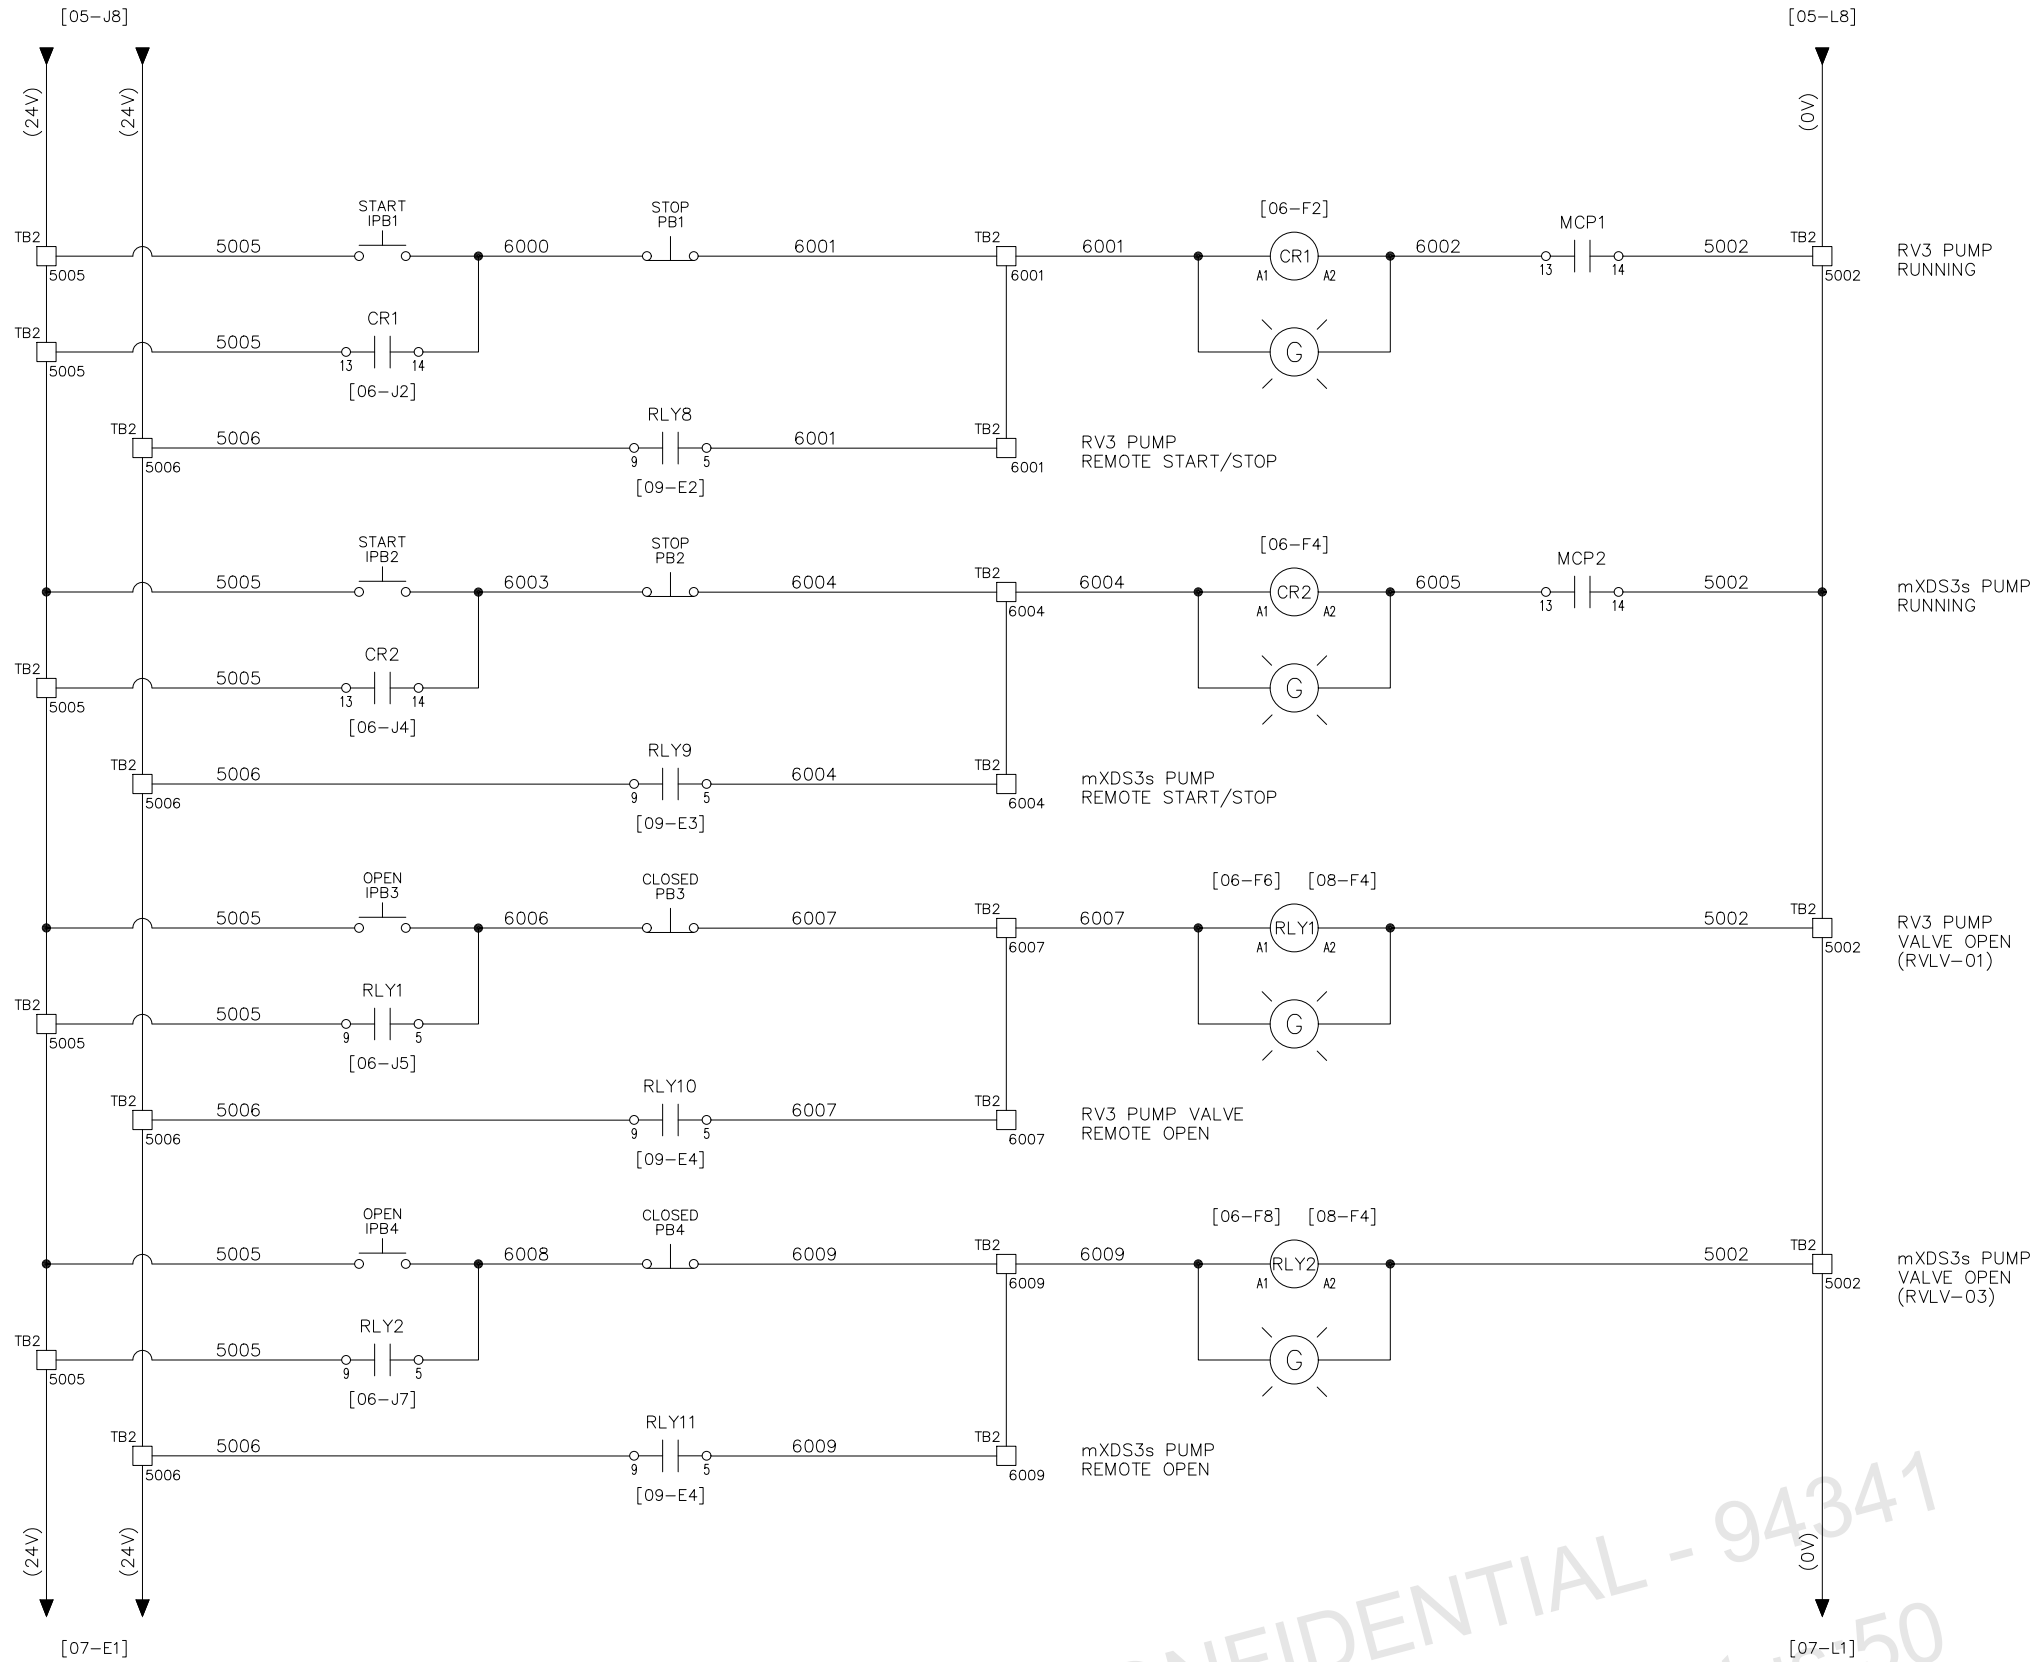 [05-J8]
[05-L8]
(24V)
(24V)
(0V)
START
IPB1
STOP
PB1
[06-F2]
MCP1
TB2
5005
6000
6001
TB2
6001
CR1
6002
5002
TB2
RV3 PUMP
RUNNING
5005
6001
A1
A2
13
14
5002
TB2
5005
CR1
5005
13
14
[06-J2]
G
TB2
5006
RLY8
6001
TB2
RV3 PUMP
REMOTE START/STOP
5006
9
5
6001
[09-E2]
START
IPB2
STOP
PB2
[06-F4]
MCP2
5005
6003
6004
TB2
6004
CR2
6005
5002
mXDS3s PUMP
RUNNING
6004
A1
A2
13
14
TB2
5005
CR2
5005
13
14
[06-J4]
G
TB2
5006
RLY9
6004
TB2
mXDS3s PUMP
REMOTE START/STOP
5006
9
5
6004
[09-E3]
OPEN
IPB3
CLOSED
PB3
[06-F6]
[08-F4]
5005
6006
6007
TB2
6007
RLY1
5002
TB2
RV3 PUMP
VALVE OPEN
(RVLV-01)
6007
A1
A2
5002
TB2
5005
RLY1
5005
9
5
[06-J5]
G
TB2
5006
RLY10
6007
TB2
RV3 PUMP VALVE
REMOTE OPEN
5006
9
5
6007
[09-E4]
OPEN
IPB4
CLOSED
PB4
[06-F8]
[08-F4]
5005
6008
6009
TB2
6009
RLY2
5002
TB2
mXDS3s PUMP
VALVE OPEN
(RVLV-03)
6009
A1
A2
5002
TB2
5005
RLY2
5005
9
5
[06-J7]
G
TB2
5006
RLY11
6009
TB2
mXDS3s PUMP
REMOTE OPEN
5006
9
5
6009
[09-E4]
(24V)
(24V)
(0V)
[07-E1]
[07-L1]
- 94341